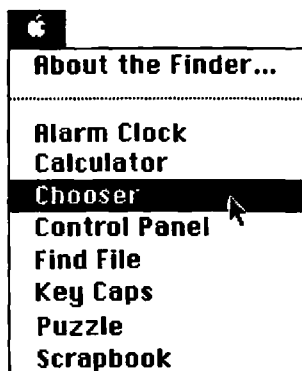 About the Finder...
Alarm Clock
Calculator
Chooser
Control Panel
Find File
Key Caps
Puzzle
Scrapbook